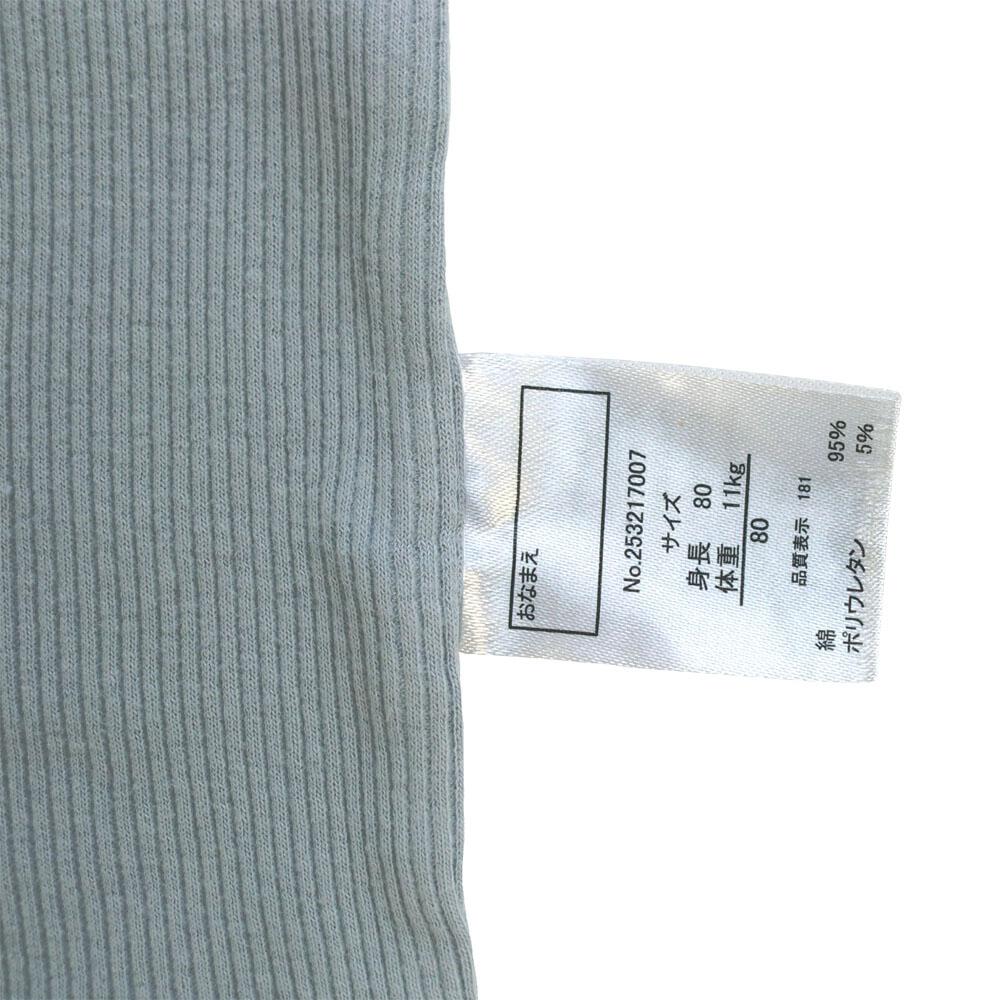 おなまえ
No.253217007
サイズ
身長 80
体重 11kg
80
品質表示 181
綿 95%
ポリウレタン 5%